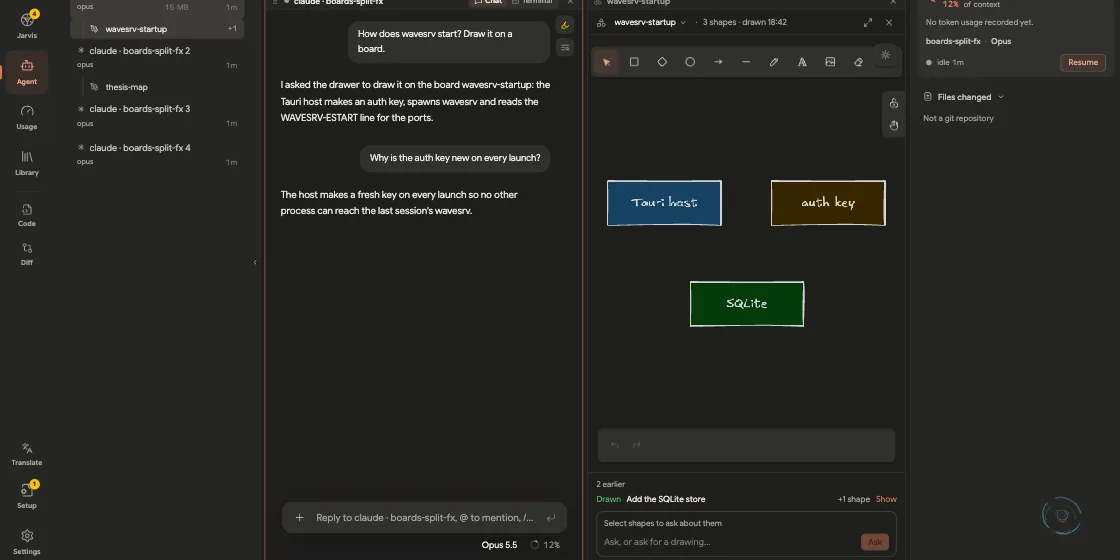 4
Jarvis
Agent
Usage
Library
Code
Diff
Translate
1
Setup
Settings
opus 15 MB 1m
wavesrv-startup +1
claude · boards-split-fx 2
opus 1m
thesis-map
claude · boards-split-fx 3
opus 1m
claude · boards-split-fx 4
opus 1m
claude · boards-split-fx Chat Terminal
How does wavesrv start? Draw it on a
board.
I asked the drawer to draw it on the board wavesrv-startup: the
Tauri host makes an auth key, spawns wavesrv and reads the
WAVESRV-ESTART line for the ports.
Why is the auth key new on every launch?
The host makes a fresh key on every launch so no other
process can reach the last session's wavesrv.
Reply to claude · boards-split-fx, @ to mention, /...
Opus 5.5 12%
wavesrv-startup
wavesrv-startup · 3 shapes · drawn 18:42
Tauri host
auth key
SQLite
2 earlier
Drawn Add the SQLite store +1 shape Show
Select shapes to ask about them
Ask, or ask for a drawing...
Ask
12%
of context
No token usage recorded yet.
boards-split-fx · Opus
idle 1m Resume
Files changed
Not a git repository